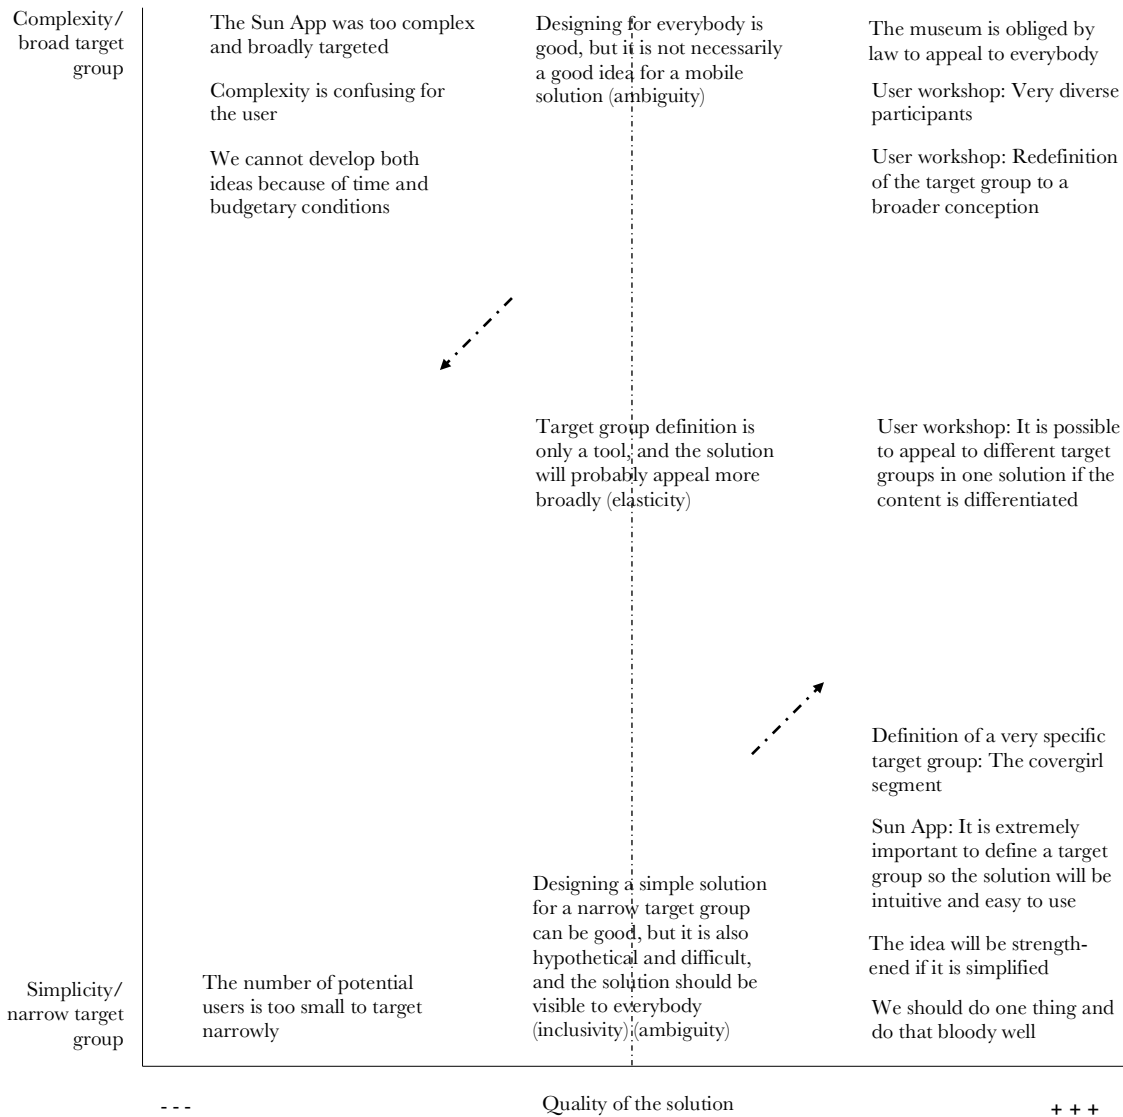 Complexity/
broad target
group
The Sun App was too complex
and broadly targeted
Complexity is confusing for
the user
We cannot develop both
ideas because of time and
budgetary conditions
Designing for everybody is
good, but it is not necessarily
a good idea for a mobile
solution (ambiguity)
The museum is obliged by
law to appeal to everybody
User workshop: Very diverse
participants
User workshop: Redefinition
of the target group to a
broader conception
Target group definition is
only a tool, and the solution
will probably appeal more
broadly (elasticity)
User workshop: It is possible
to appeal to different target
groups in one solution if the
content is differentiated
Definition of a very specific
target group: The covergirl
segment
Sun App: It is extremely
important to define a target
group so the solution will be
intuitive and easy to use
The idea will be strength-
ened if it is simplified
We should do one thing and
do that bloody well
Designing a simple solution
for a narrow target group
can be good, but it is also
hypothetical and difficult,
and the solution should be
visible to everybody
(inclusivity) (ambiguity)
The number of potential
users is too small to target
narrowly
Simplicity/
narrow target
group
- - -
Quality of the solution
+ + +